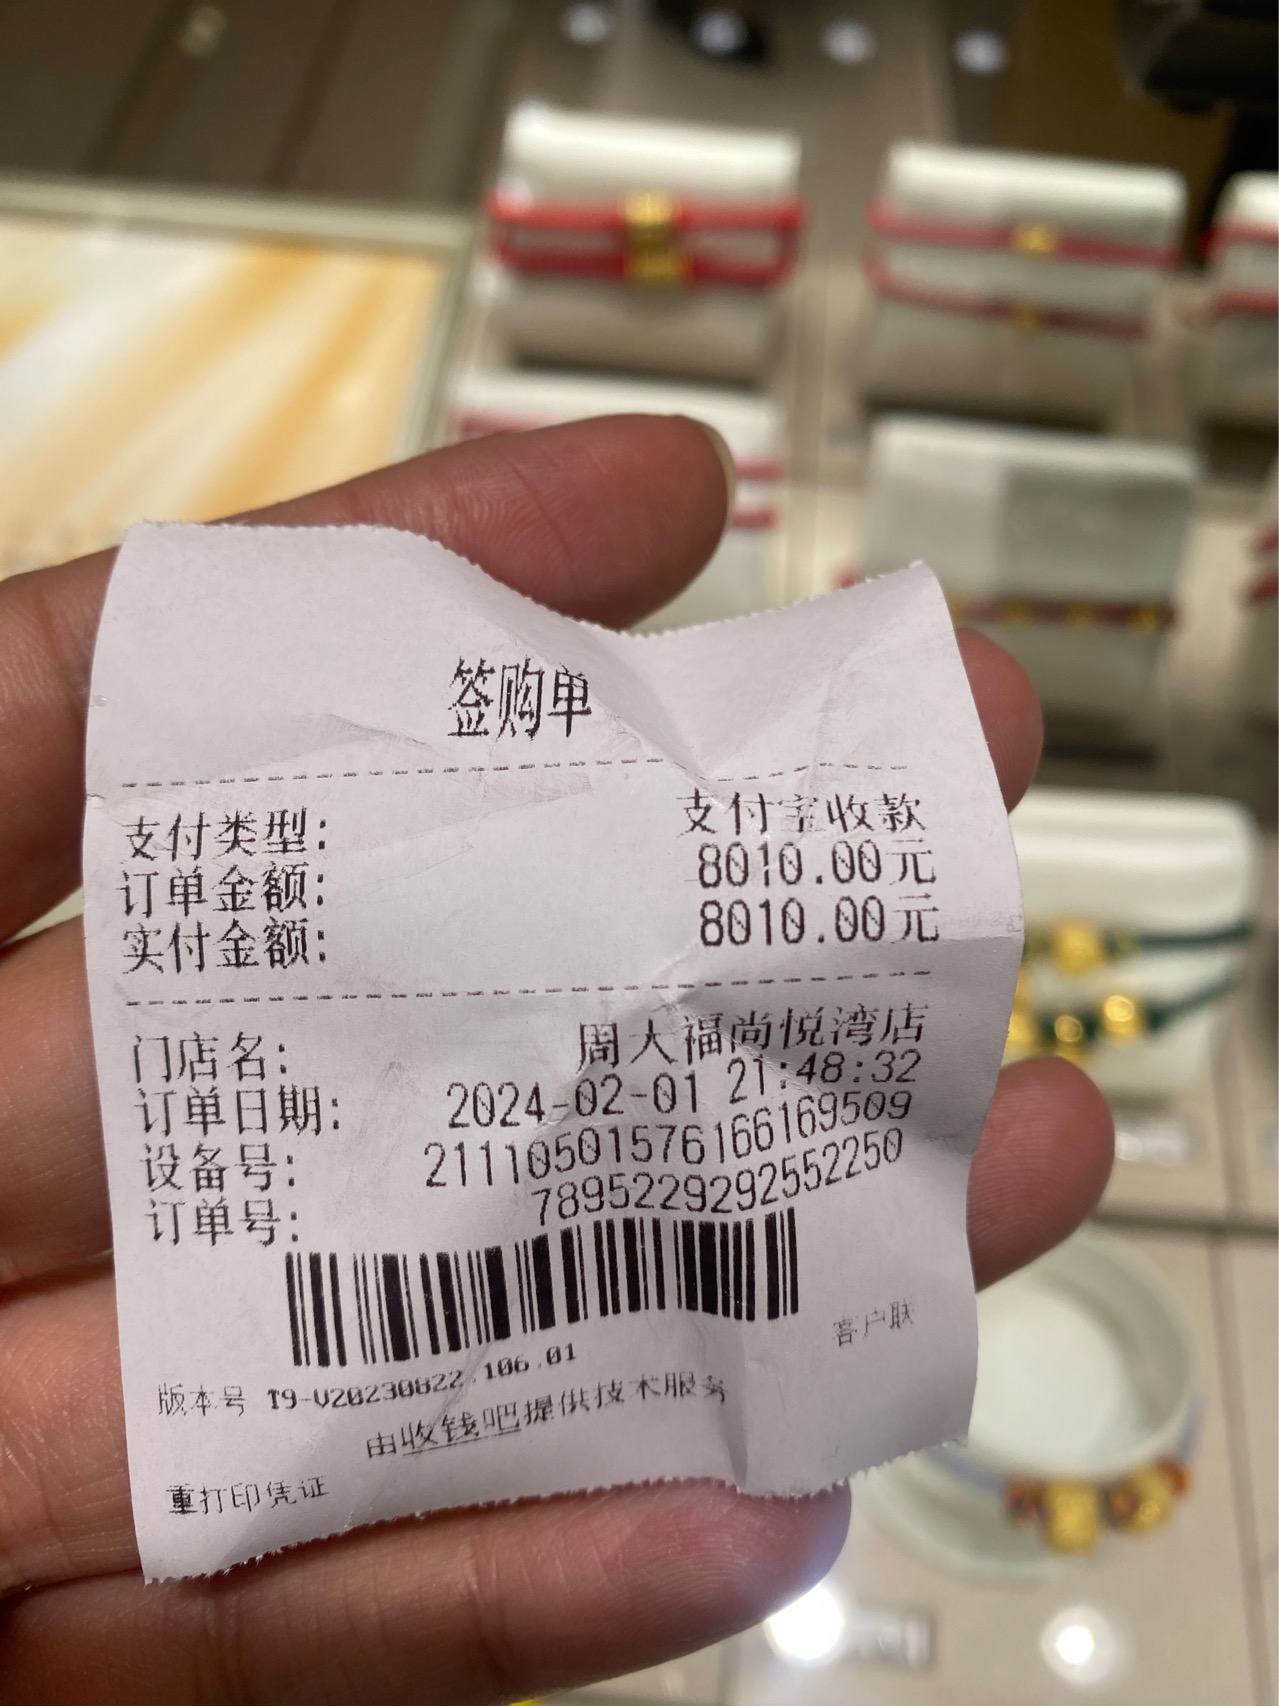 签购单
支付类型: 支付宝收款
订单金额: 8010.00元
实付金额: 8010.00元
门店名: 周大福尚悦湾店
订单日期: 2024-02-01 21:48:32
设备号: 21110501576166169509
订单号: 7895229292552250
客户联
版本号 T9-V20230822.106.01
由收钱吧提供技术服务
重打印凭证